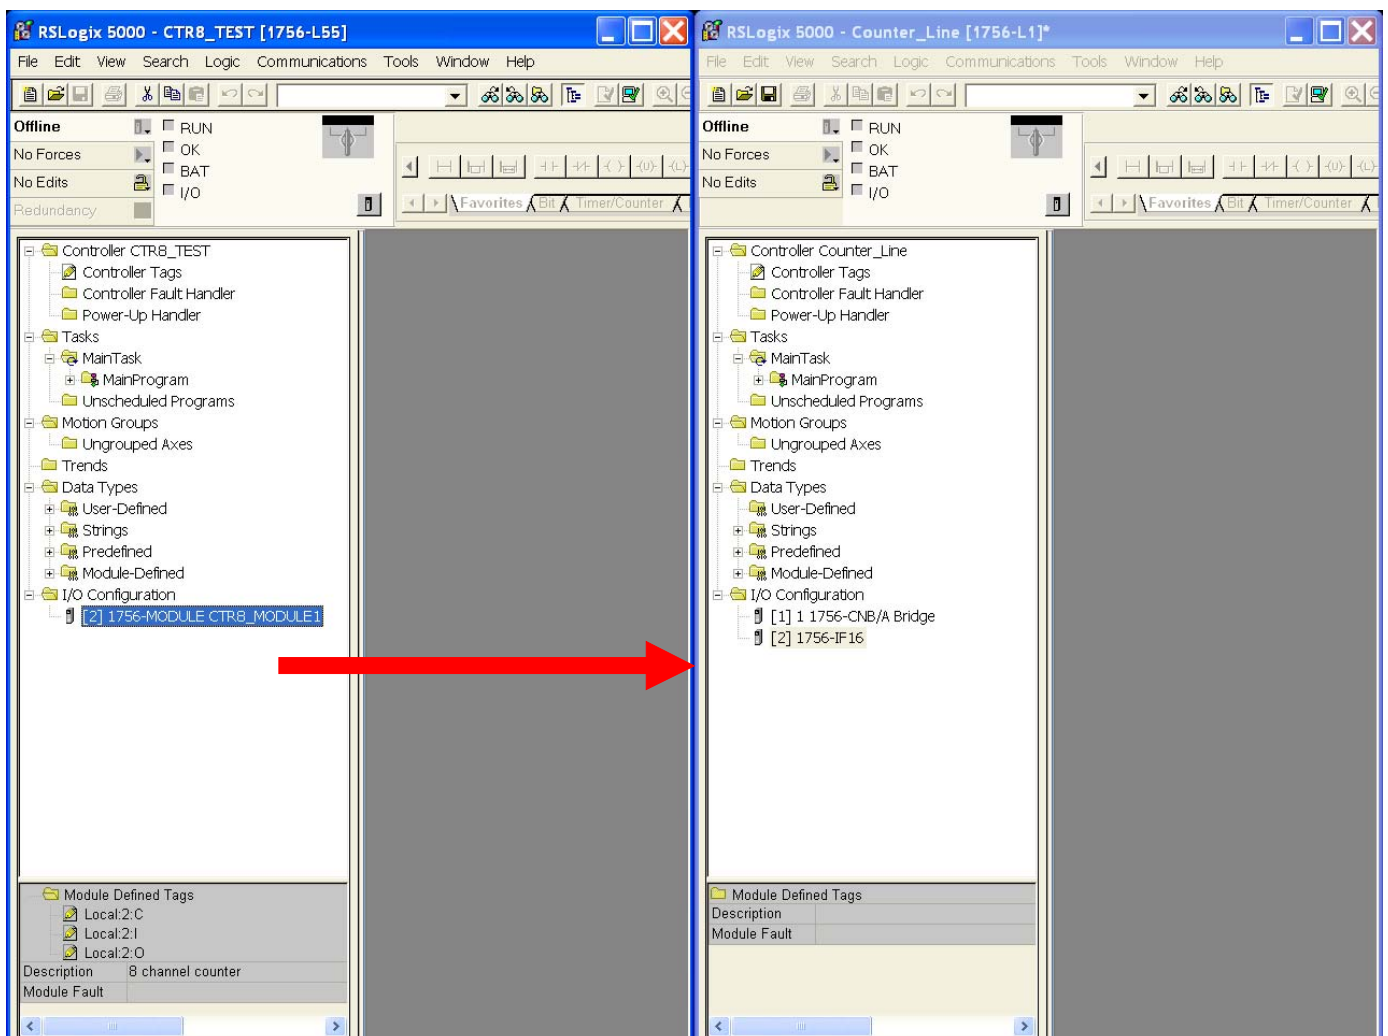 RSLogix 5000 - CTR8_TEST [1756-L55]
File Edit View Search Logic Communications Tools Window Help
Offline
RUN
No Forces
OK
BAT
No Edits
I/O
Redundancy
Favorites Bit Timer/Counter
Controller CTR8_TEST
Controller Tags
Controller Fault Handler
Power-Up Handler
Tasks
MainTask
MainProgram
Unscheduled Programs
Motion Groups
Ungrouped Axes
Trends
Data Types
User-Defined
Strings
Predefined
Module-Defined
I/O Configuration
[2] 1756-MODULE CTR8_MODULE1
Module Defined Tags
Local:2:C
Local:2:I
Local:2:O
Description 8 channel counter
Module Fault
RSLogix 5000 - Counter_Line [1756-L1]*
File Edit View Search Logic Communications Tools Window Help
Offline
RUN
No Forces
OK
BAT
No Edits
I/O
Favorites Bit Timer/Counter
Controller Counter_Line
Controller Tags
Controller Fault Handler
Power-Up Handler
Tasks
MainTask
MainProgram
Unscheduled Programs
Motion Groups
Ungrouped Axes
Trends
Data Types
User-Defined
Strings
Predefined
Module-Defined
I/O Configuration
[1] 1 1756-CNB/A Bridge
[2] 1756-IF16
Module Defined Tags
Description
Module Fault